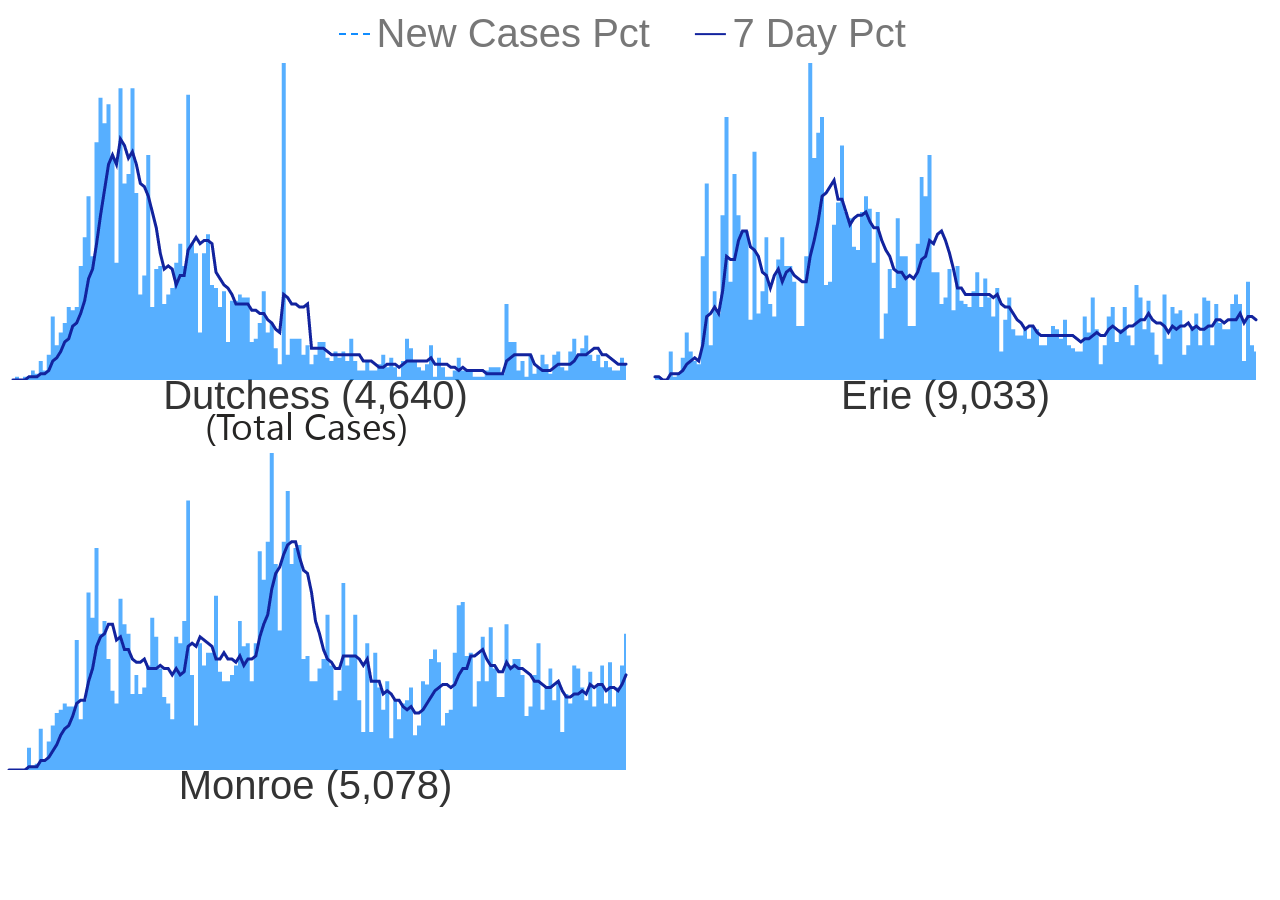 New Cases Pct 7 Day Pct
Dutchess (4,640)
(Total Cases)
Erie (9,033)
Monroe (5,078)